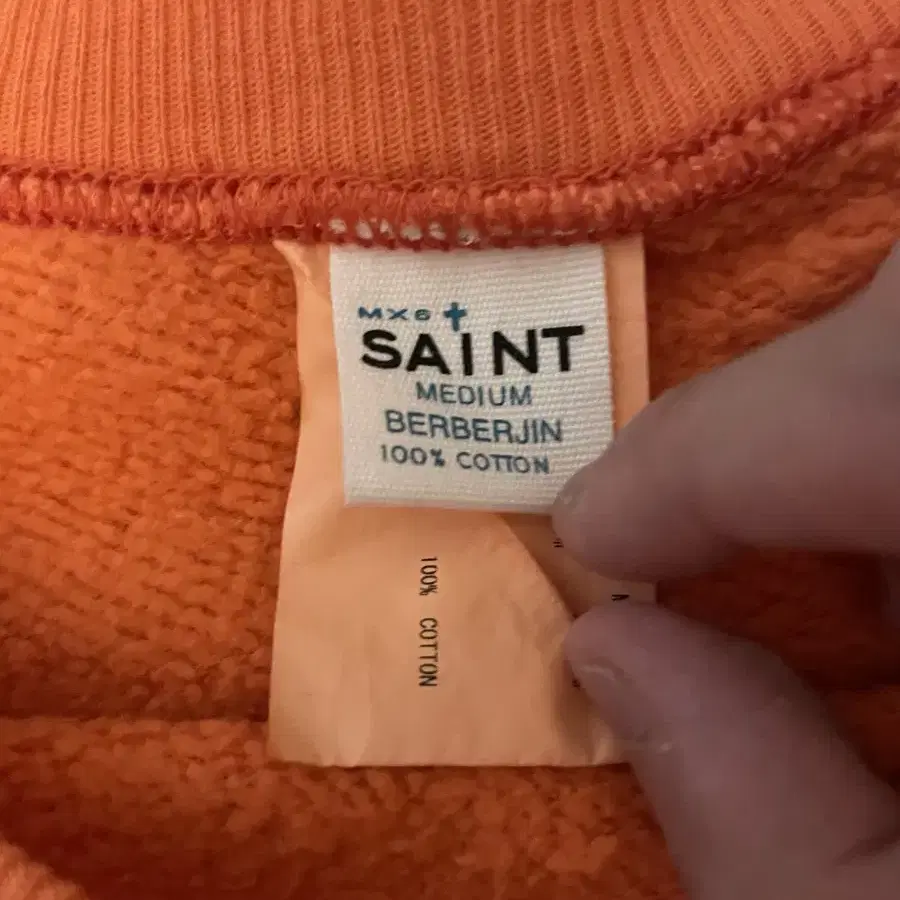 MX6
SAINT
MEDIUM
BERBERJIN
100% COTTON
100% COTTON